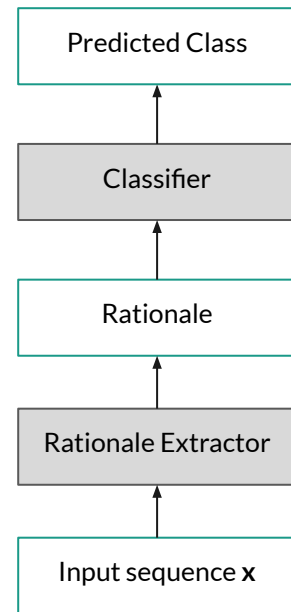 Predicted Class
Classifier
Rationale
Rationale Extractor
Input sequence x